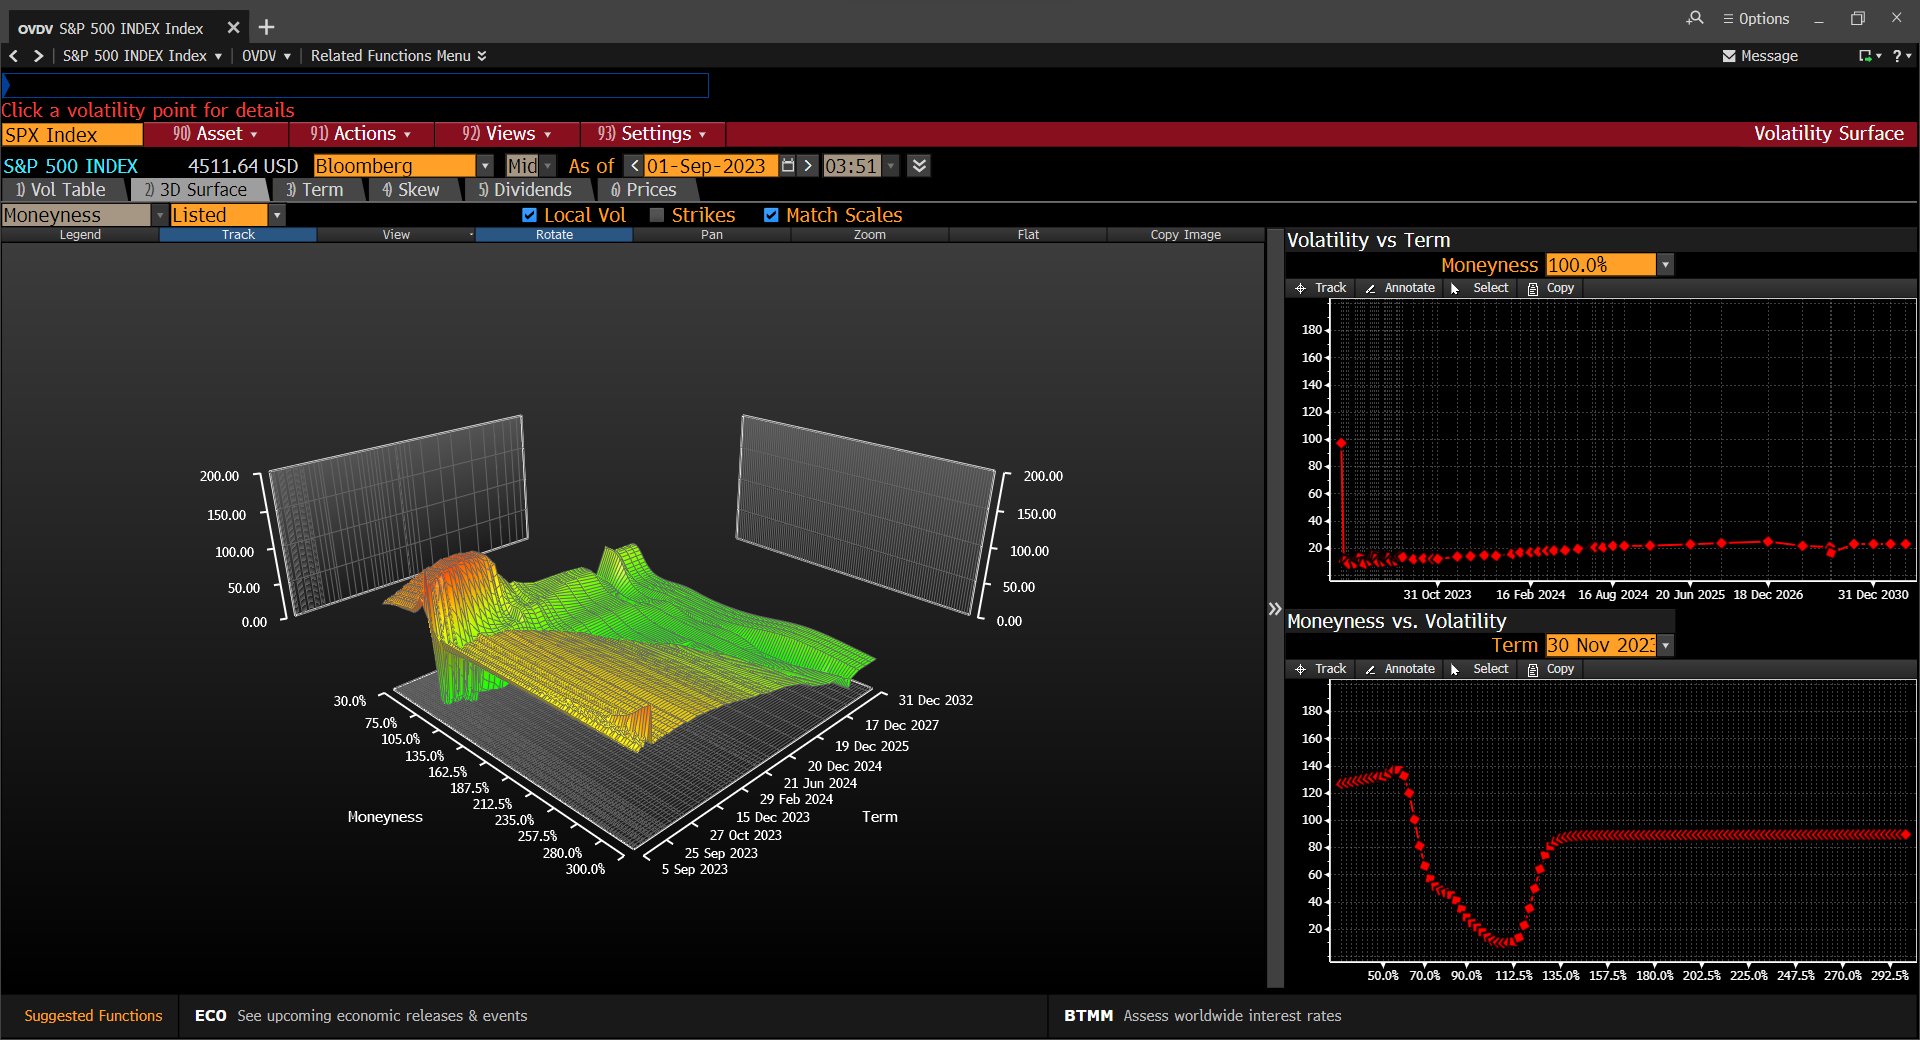 OVDV S&P 500 INDEX Index
Options
S&P 500 INDEX Index OVDV Related Functions Menu
Message ?
Click a volatility point for details
SPX Index 90) Asset 91) Actions 92) Views 93) Settings Volatility Surface
S&P 500 INDEX 4511.64 USD Bloomberg Mid As of 01-Sep-2023 03:51
1) Vol Table 2) 3D Surface 3) Term 4) Skew 5) Dividends 6) Prices
Moneyness Listed Local Vol Strikes Match Scales
Legend Track View Rotate Pan Zoom Flat Copy Image
200.00
150.00
100.00
50.00
0.00
200.00
150.00
100.00
50.00
0.00
30.0%
75.0%
105.0%
135.0%
162.5%
187.5%
212.5%
235.0%
257.5%
280.0%
300.0%
Moneyness
31 Dec 2032
17 Dec 2027
19 Dec 2025
20 Dec 2024
21 Jun 2024
29 Feb 2024
15 Dec 2023
27 Oct 2023
25 Sep 2023
5 Sep 2023
Term
Volatility vs Term
Moneyness 100.0%
Track Annotate Select Copy
180
160
140
120
100
80
60
40
20
31 Oct 2023 16 Feb 2024 16 Aug 2024 20 Jun 2025 18 Dec 2026 31 Dec 2030
Moneyness vs. Volatility
Term 30 Nov 2023
Track Annotate Select Copy
180
160
140
120
100
80
60
40
20
50.0% 70.0% 90.0% 112.5% 135.0% 157.5% 180.0% 202.5% 225.0% 247.5% 270.0% 292.5%
Suggested Functions ECO See upcoming economic releases & events BTMM Assess worldwide interest rates